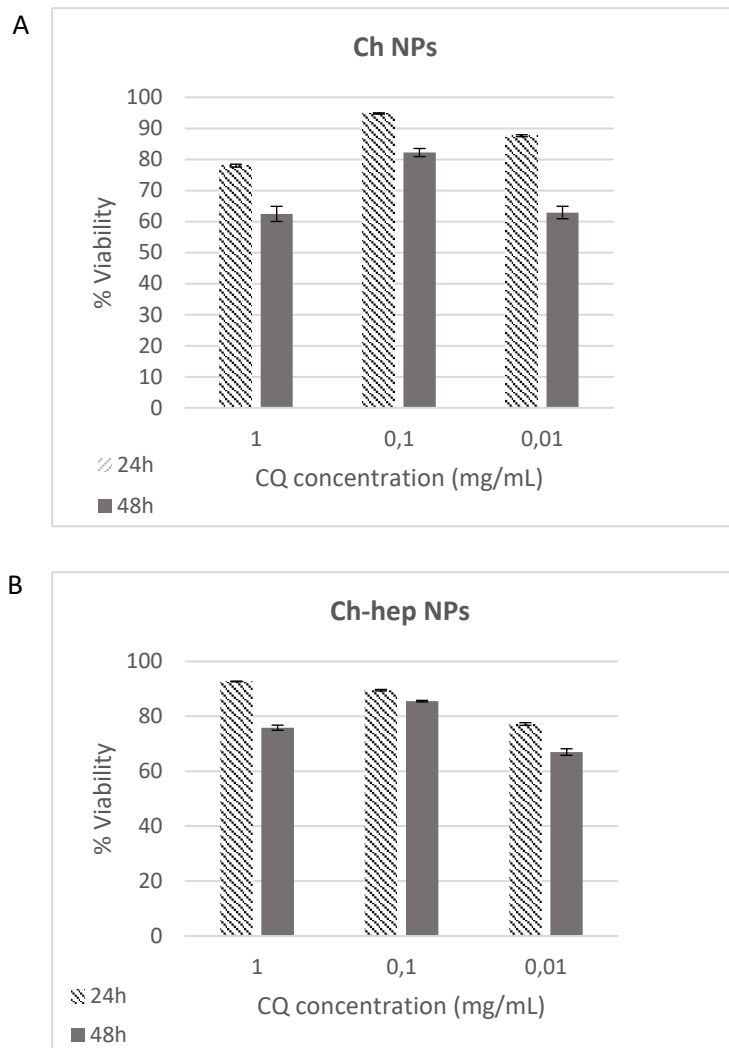 A
Ch NPs
% Viability
100
90
80
70
60
50
40
30
20
10
0
1 0,1 0,01
CQ concentration (mg/mL)
24h
48h
B
Ch-hep NPs
% Viability
100
80
60
40
20
0
1 0,1 0,01
CQ concentration (mg/mL)
24h
48h